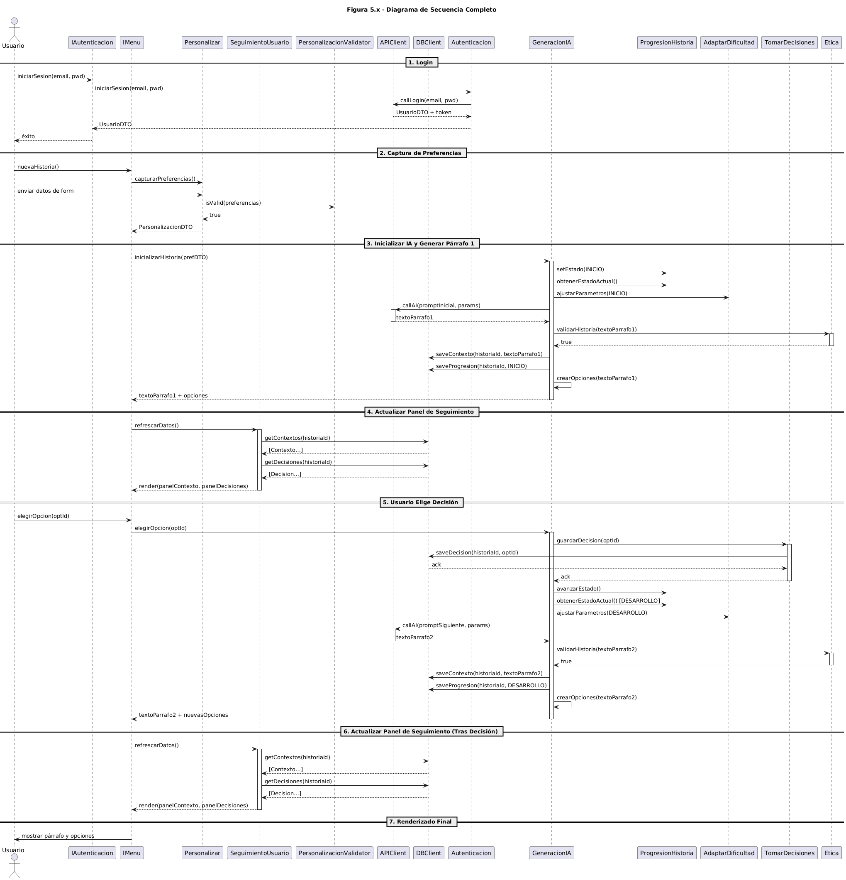 Figura 5.x - Diagrama de Secuencia Completo
Usuario
IAutenticacion
IMenu
Personalizar
SeguimientoUsuario
PersonalizacionValidator
APIClient
DBClient
Autenticacion
GeneracionIA
ProgresionHistoria
AdaptarDificultad
TomarDecisiones
Etica
1. Login
iniciarSesion(email, pwd)
iniciarSesion(email, pwd)
callLogin(email, pwd)
UsuarioDTO + token
UsuarioDTO
éxito
2. Captura de Preferencias
nuevaHistoria()
capturarPreferencias()
enviar datos de form
isValid(preferencias)
true
PersonalizacionDTO
3. Inicializar IA y Generar Párrafo 1
inicializarHistoria(prefDTO)
setEstado(INICIO)
obtenerEstadoActual()
ajustarParametros(INICIO)
callAI(promptInicial, params)
textoParrafo1
validarHistoria(textoParrafo1)
true
saveContexto(historiaId, textoParrafo1)
saveProgresion(historiaId, INICIO)
crearOpciones(textoParrafo1)
textoParrafo1 + opciones
4. Actualizar Panel de Seguimiento
refrescarDatos()
getContextos(historiaId)
[Contexto...]
getDecisiones(historiaId)
[Decision...]
render(panelContexto, panelDecisiones)
5. Usuario Elige Decisión
elegirOpcion(optId)
elegirOpcion(optId)
guardarDecision(optId)
saveDecision(historiaId, optId)
ack
ack
avanzarEstado()
obtenerEstadoActual() [DESARROLLO]
ajustarParametros(DESARROLLO)
callAI(promptSiguiente, params)
textoParrafo2
validarHistoria(textoParrafo2)
true
saveContexto(historiaId, textoParrafo2)
saveProgresion(historiaId, DESARROLLO)
crearOpciones(textoParrafo2)
textoParrafo2 + nuevasOpciones
6. Actualizar Panel de Seguimiento (Tras Decisión)
refrescarDatos()
getContextos(historiaId)
[Contexto...]
getDecisiones(historiaId)
[Decision...]
render(panelContexto, panelDecisiones)
7. Renderizado Final
mostrar párrafo y opciones
Usuario
IAutenticacion
IMenu
Personalizar
SeguimientoUsuario
PersonalizacionValidator
APIClient
DBClient
Autenticacion
GeneracionIA
ProgresionHistoria
AdaptarDificultad
TomarDecisiones
Etica